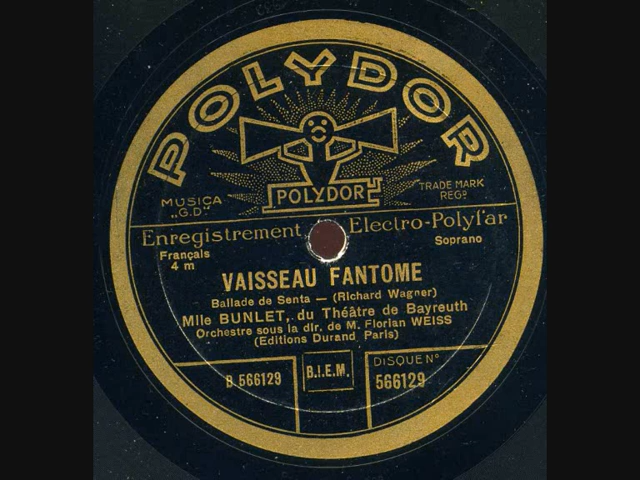 POLYDOR
POLYDOR
MUSICA
„G.D"
TRADE MARK
REGD
Enregistrement
Electro-Polyfar
Français
4 m
Soprano
VAISSEAU FANTOME
Ballade de Senta — (Richard Wagner)
Mlle BUNLET, du Théâtre de Bayreuth
Orchestre sous la dir. de M. Florian WEISS
(Editions Durand, Paris)
B 566129
B.I.E.M.
DISQUE No
566129